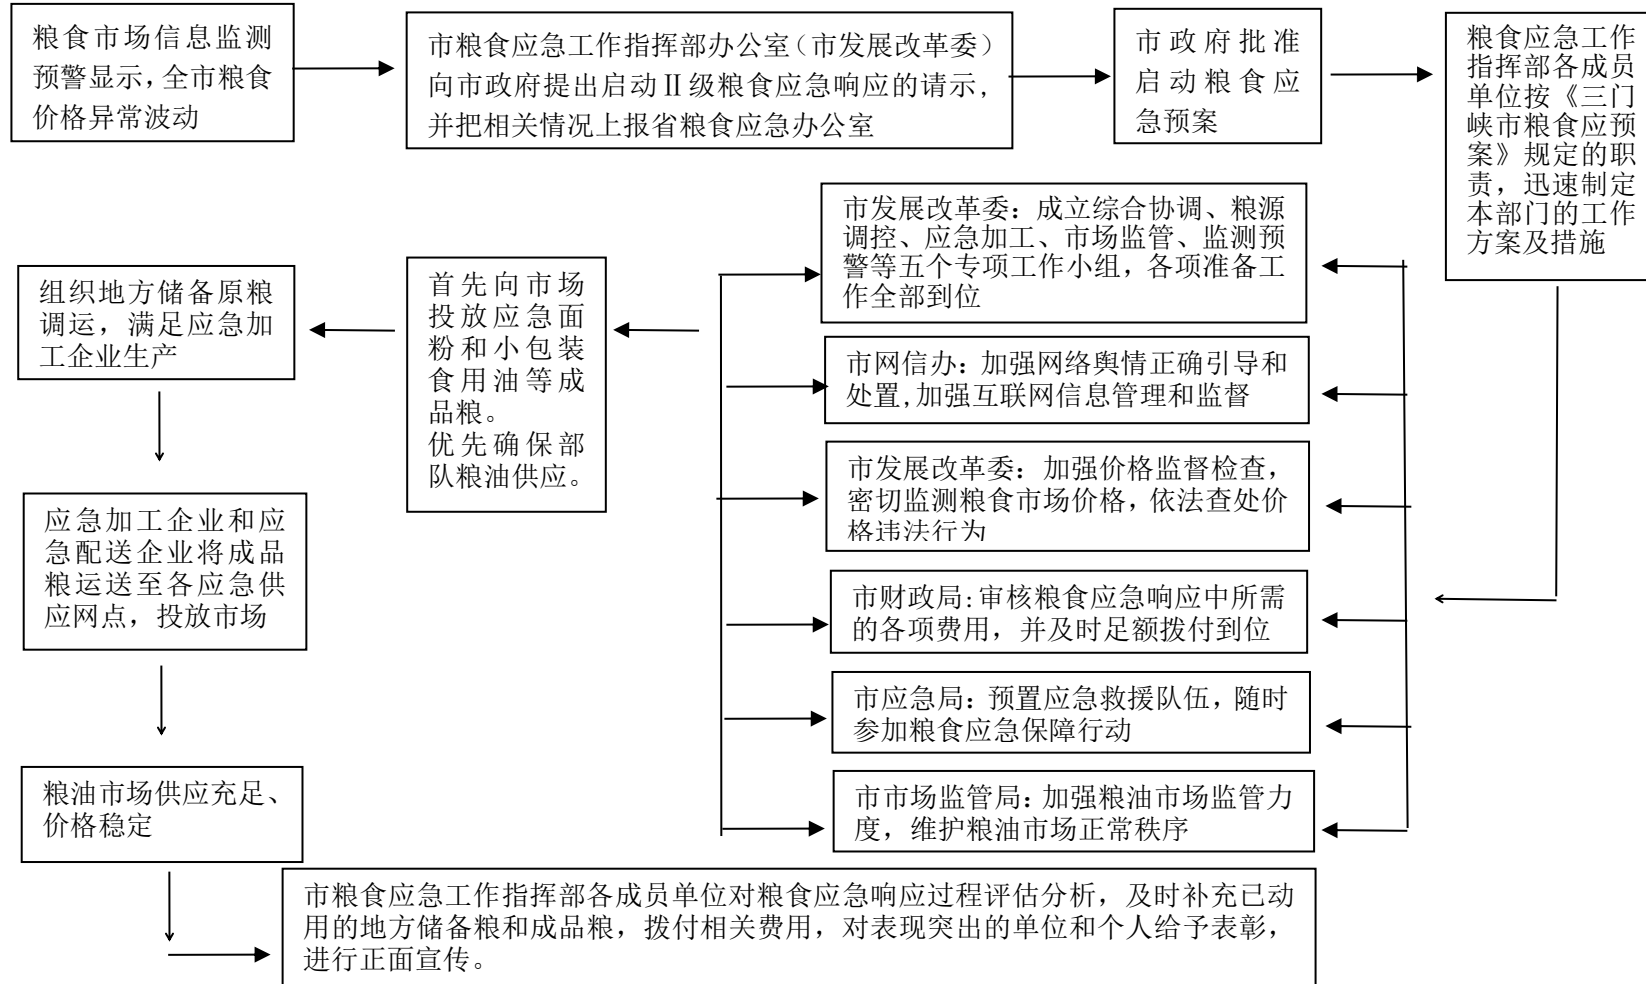 粮食市场信息监测
预警显示，全市粮食
价格异常波动
市粮食应急工作指挥部办公室（市发展改革委）
向市政府提出启动Ⅱ级粮食应急响应的请示，
并把相关情况上报省粮食应急办公室
市政府批准
启动粮食应
急预案
粮食应急工作
指挥部各成员
单位按《三门
峡市粮食应预
案》规定的职
责，迅速制定
本部门的工作
方案及措施
市发展改革委：成立综合协调、粮源
调控、应急加工、市场监管、监测预
警等五个专项工作小组，各项准备工
作全部到位
市网信办：加强网络舆情正确引导和
处置,加强互联网信息管理和监督
市发展改革委：加强价格监督检查，
密切监测粮食市场价格，依法查处价
格违法行为
市财政局：审核粮食应急响应中所需
的各项费用，并及时足额拨付到位
市应急局：预置应急救援队伍，随时
参加粮食应急保障行动
市市场监管局：加强粮油市场监管力
度，维护粮油市场正常秩序
首先向市场
投放应急面
粉和小包装
食用油等成
品粮。
优先确保部
队粮油供应。
组织地方储备原粮
调运，满足应急加
工企业生产
应急加工企业和应
急配送企业将成品
粮运送至各应急供
应网点，投放市场
粮油市场供应充足、
价格稳定
市粮食应急工作指挥部各成员单位对粮食应急响应过程评估分析，及时补充已动
用的地方储备粮和成品粮，拨付相关费用，对表现突出的单位和个人给予表彰，
进行正面宣传。